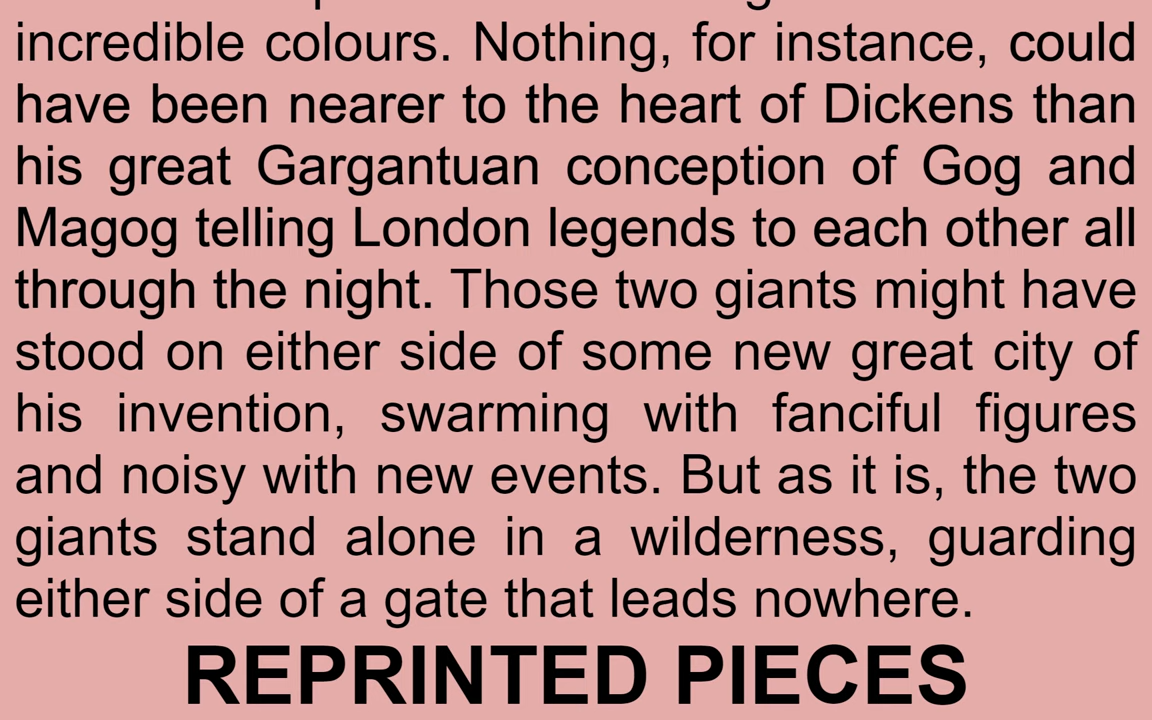 incredible colours. Nothing, for instance, could
have been nearer to the heart of Dickens than
his great Gargantuan conception of Gog and
Magog telling London legends to each other all
through the night. Those two giants might have
stood on either side of some new great city of
his invention, swarming with fanciful figures
and noisy with new events. But as it is, the two
giants stand alone in a wilderness, guarding
either side of a gate that leads nowhere.
REPRINTED PIECES